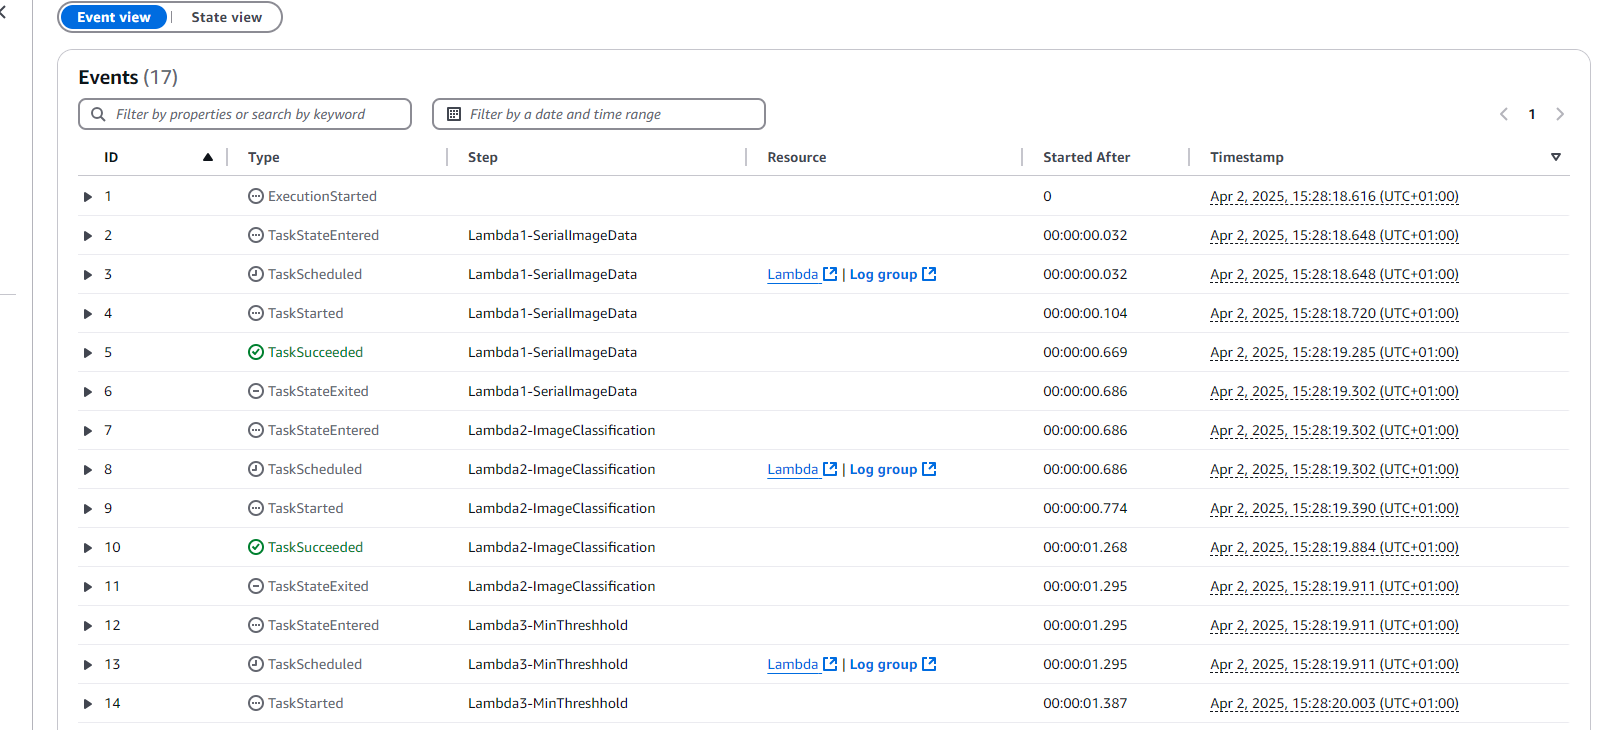 Event view | State view
Events (17)
Filter by properties or search by keyword Filter by a date and time range 1
ID Type Step Resource Started After Timestamp
1 ExecutionStarted 0 Apr 2, 2025, 15:28:18.616 (UTC+01:00)
2 TaskStateEntered Lambda1-SerialImageData 00:00:00.032 Apr 2, 2025, 15:28:18.648 (UTC+01:00)
3 TaskScheduled Lambda1-SerialImageData Lambda | Log group 00:00:00.032 Apr 2, 2025, 15:28:18.648 (UTC+01:00)
4 TaskStarted Lambda1-SerialImageData 00:00:00.104 Apr 2, 2025, 15:28:18.720 (UTC+01:00)
5 TaskSucceeded Lambda1-SerialImageData 00:00:00.669 Apr 2, 2025, 15:28:19.285 (UTC+01:00)
6 TaskStateExited Lambda1-SerialImageData 00:00:00.686 Apr 2, 2025, 15:28:19.302 (UTC+01:00)
7 TaskStateEntered Lambda2-ImageClassification 00:00:00.686 Apr 2, 2025, 15:28:19.302 (UTC+01:00)
8 TaskScheduled Lambda2-ImageClassification Lambda | Log group 00:00:00.686 Apr 2, 2025, 15:28:19.302 (UTC+01:00)
9 TaskStarted Lambda2-ImageClassification 00:00:00.774 Apr 2, 2025, 15:28:19.390 (UTC+01:00)
10 TaskSucceeded Lambda2-ImageClassification 00:00:01.268 Apr 2, 2025, 15:28:19.884 (UTC+01:00)
11 TaskStateExited Lambda2-ImageClassification 00:00:01.295 Apr 2, 2025, 15:28:19.911 (UTC+01:00)
12 TaskStateEntered Lambda3-MinThreshhold 00:00:01.295 Apr 2, 2025, 15:28:19.911 (UTC+01:00)
13 TaskScheduled Lambda3-MinThreshhold Lambda | Log group 00:00:01.295 Apr 2, 2025, 15:28:19.911 (UTC+01:00)
14 TaskStarted Lambda3-MinThreshhold 00:00:01.387 Apr 2, 2025, 15:28:20.003 (UTC+01:00)